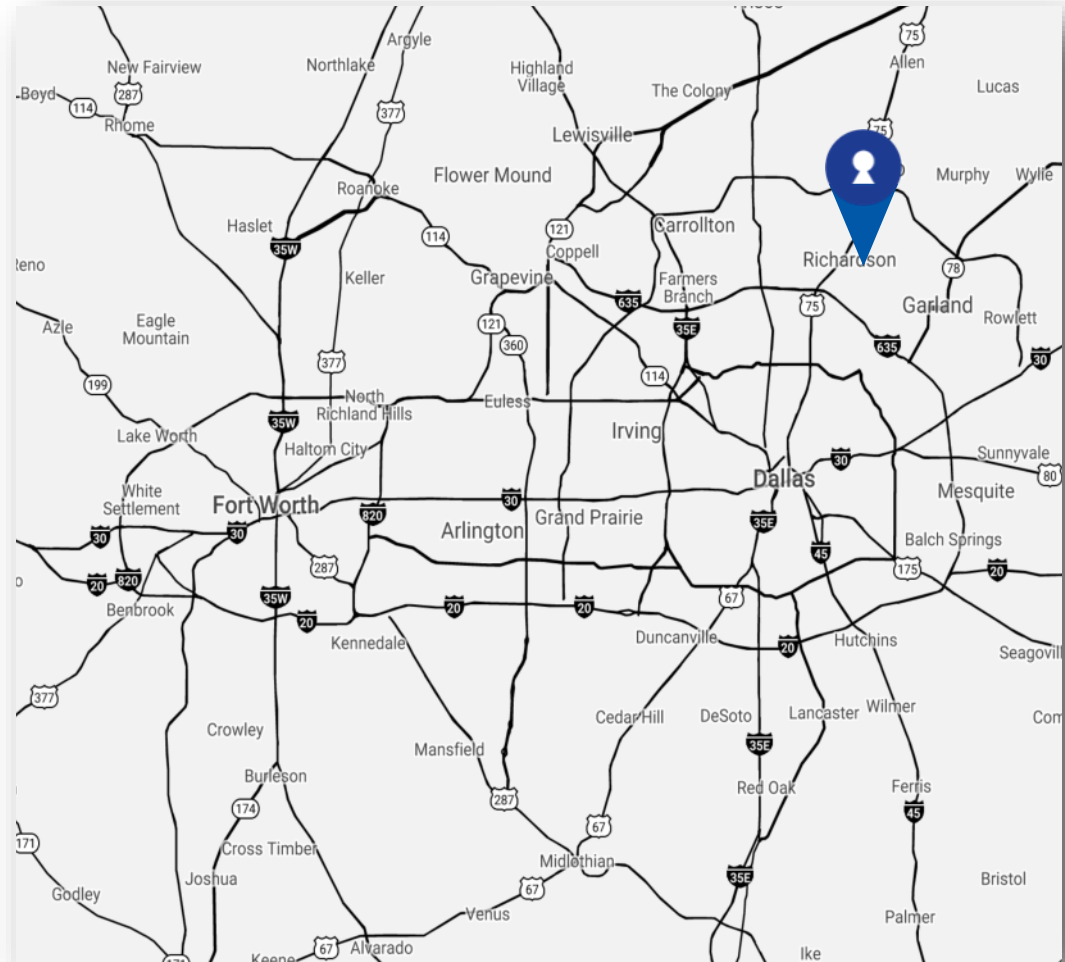 Argyle
75
New Fairview
Northlake
Highland
Village
Allen
287
Boyd
114
377
The Colony
Lucas
Rhome
Lewisville
75
Roanoke
Flower Mound
Murphy
Wylie
Haslet
35W
114
121
Carrollton
Coppell
Richardson
78
Keller
Grapevine
635
Farmers
Branch
75
Garland
Rowlett
Azle
Eagle
Mountain
121
360
35E
635
30
377
114
199
North
Richland Hills
Euless
35W
Lake Worth
Haltom City
Irving
30
Sunnyvale
80
White
Settlement
Fort Worth
820
30
Dallas
Mesquite
30
30
Arlington
Grand Prairie
35E
45
Balch Springs
20
820
287
175
20
Benbrook
35W
20
20
20
67
Kennedale
Duncanville
20
Hutchins
377
Crowley
Mansfield
Cedar Hill
DeSoto
Lancaster
Wilmer
35E
Burleson
287
Red Oak
Ferris
174
67
45
171
Cross Timber
Midlothian
Joshua
35E
Godley
67
Bristol
Venus
Palmer
67
Alvarado
Keene
Ike